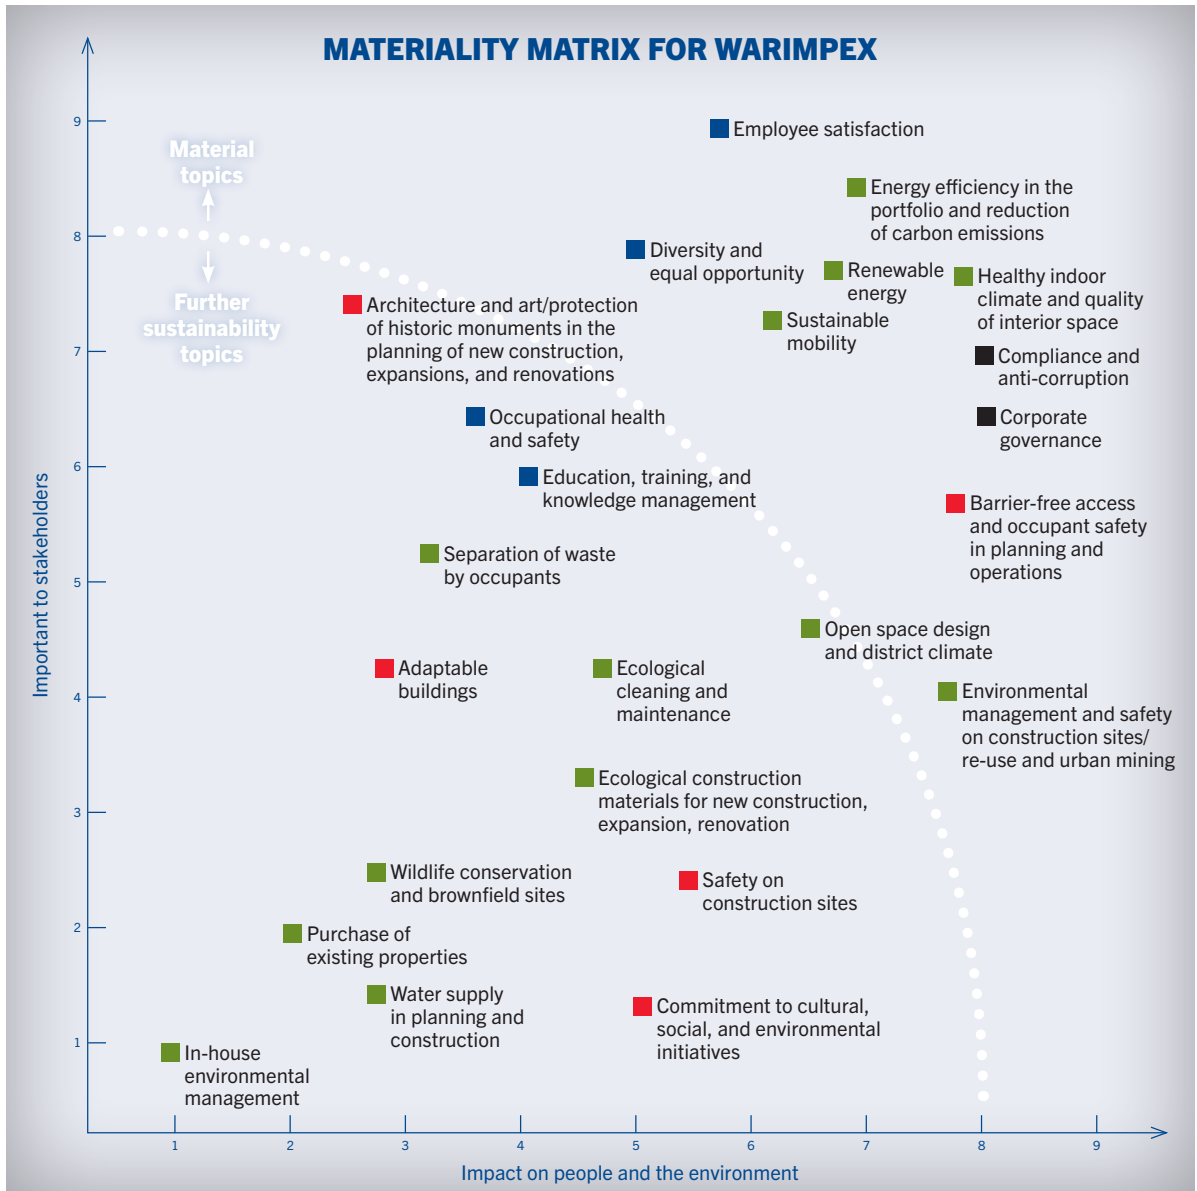 MATERIALITY MATRIX FOR WARIMPEX
9
Employee satisfaction
Material
topics
Energy efficiency in the
portfolio and reduction
of carbon emissions
8
Diversity and
equal opportunity
Renewable
energy
Healthy indoor
climate and quality
of interior space
Further
sustainability
topics
Architecture and art/protection
of historic monuments in the
planning of new construction,
expansions, and renovations
Sustainable
mobility
7
Compliance and
anti-corruption
Occupational health
and safety
Corporate
governance
6
Education, training, and
knowledge management
Barrier-free access
and occupant safety
in planning and
operations
Important to stakeholders
Separation of waste
by occupants
5
Open space design
and district climate
Adaptable
buildings
Ecological
cleaning and
maintenance
4
Environmental
management and safety
on construction sites/
re-use and urban mining
Ecological construction
materials for new construction,
expansion, renovation
3
Wildlife conservation
and brownfield sites
Safety on
construction sites
2
Purchase of
existing properties
Water supply
in planning and
construction
Commitment to cultural,
social, and environmental
initiatives
1
In-house
environmental
management
1 2 3 4 5 6 7 8 9
Impact on people and the environment